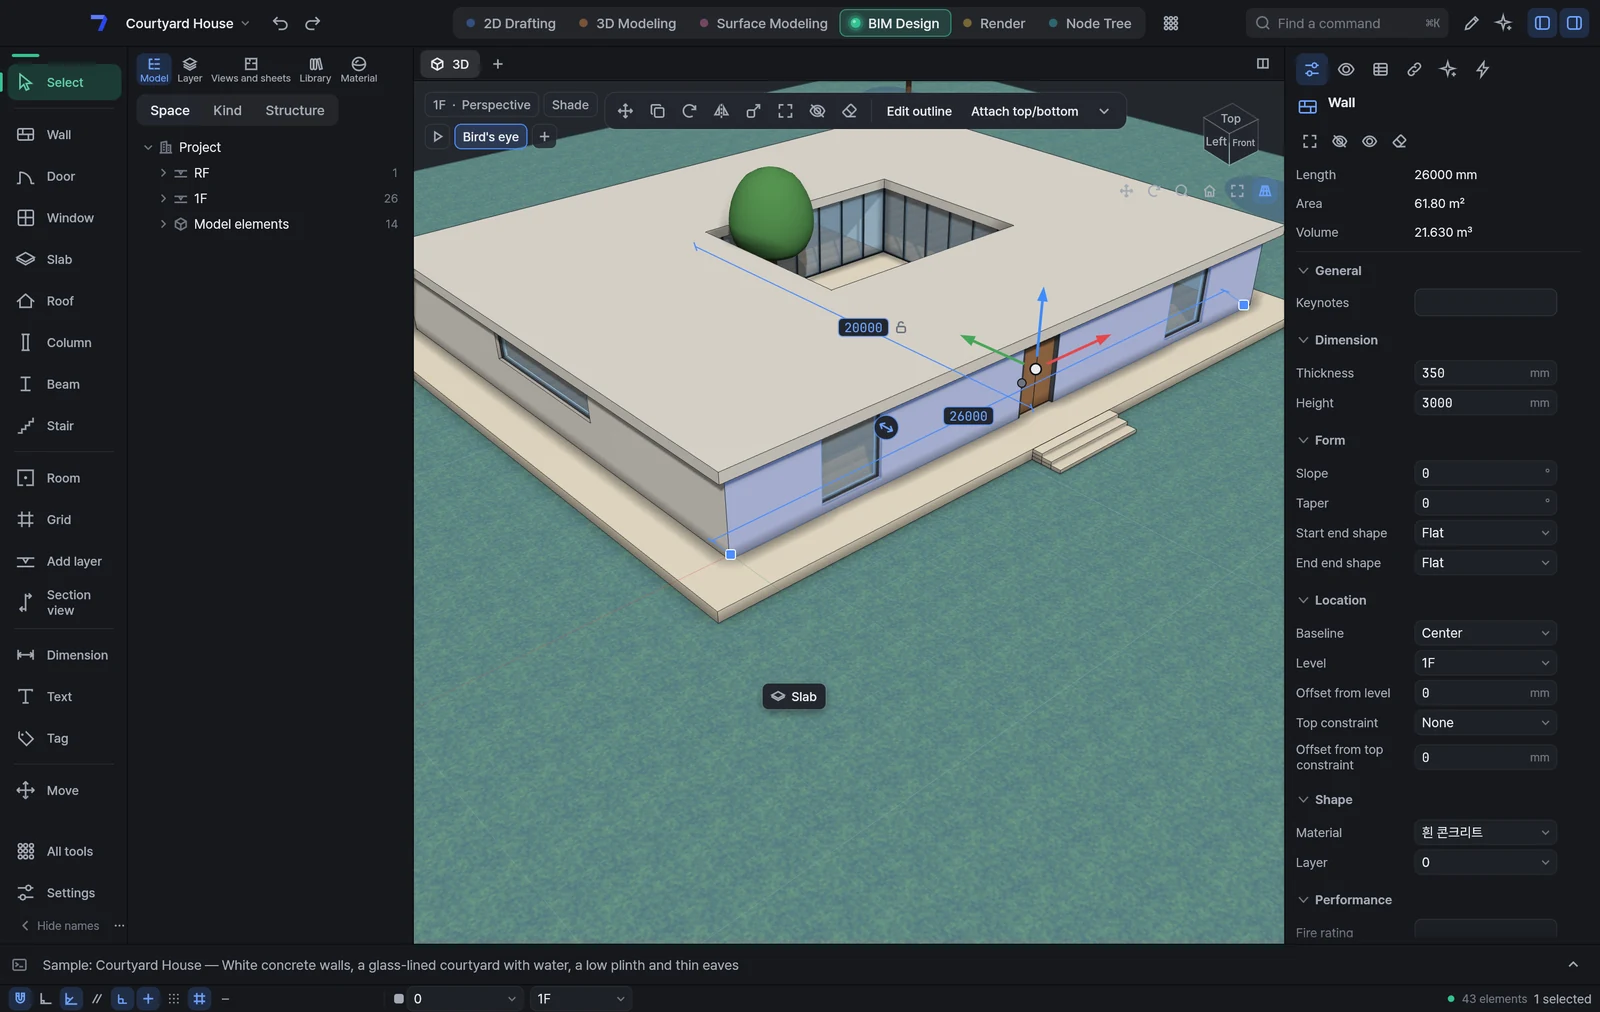 Courtyard House
2D Drafting
3D Modeling
Surface Modeling
BIM Design
Render
Node Tree
Find a command
⌘K
Select
Wall
Door
Window
Slab
Roof
Column
Beam
Stair
Room
Grid
Add layer
Section
view
Dimension
Text
Tag
Move
All tools
Settings
Hide names
Model
Layer
Views and sheets
Library
Material
Space
Kind
Structure
Project
RF 1
1F 26
Model elements 14
3D
1F · Perspective
Shade
Edit outline
Attach top/bottom
Bird's eye
Top
Left
Front
20000
26000
Slab
Wall
Length 26000 mm
Area 61.80 m²
Volume 21.630 m³
General
Keynotes
Dimension
Thickness 350 mm
Height 3000 mm
Form
Slope 0 °
Taper 0 °
Start end shape Flat
End end shape Flat
Location
Baseline Center
Level 1F
Offset from level 0 mm
Top constraint None
Offset from top
constraint 0 mm
Shape
Material 흰 콘크리트
Layer 0
Performance
Fire rating
Sample: Courtyard House — White concrete walls, a glass-lined courtyard with water, a low plinth and thin eaves
0
1F
43 elements
1 selected